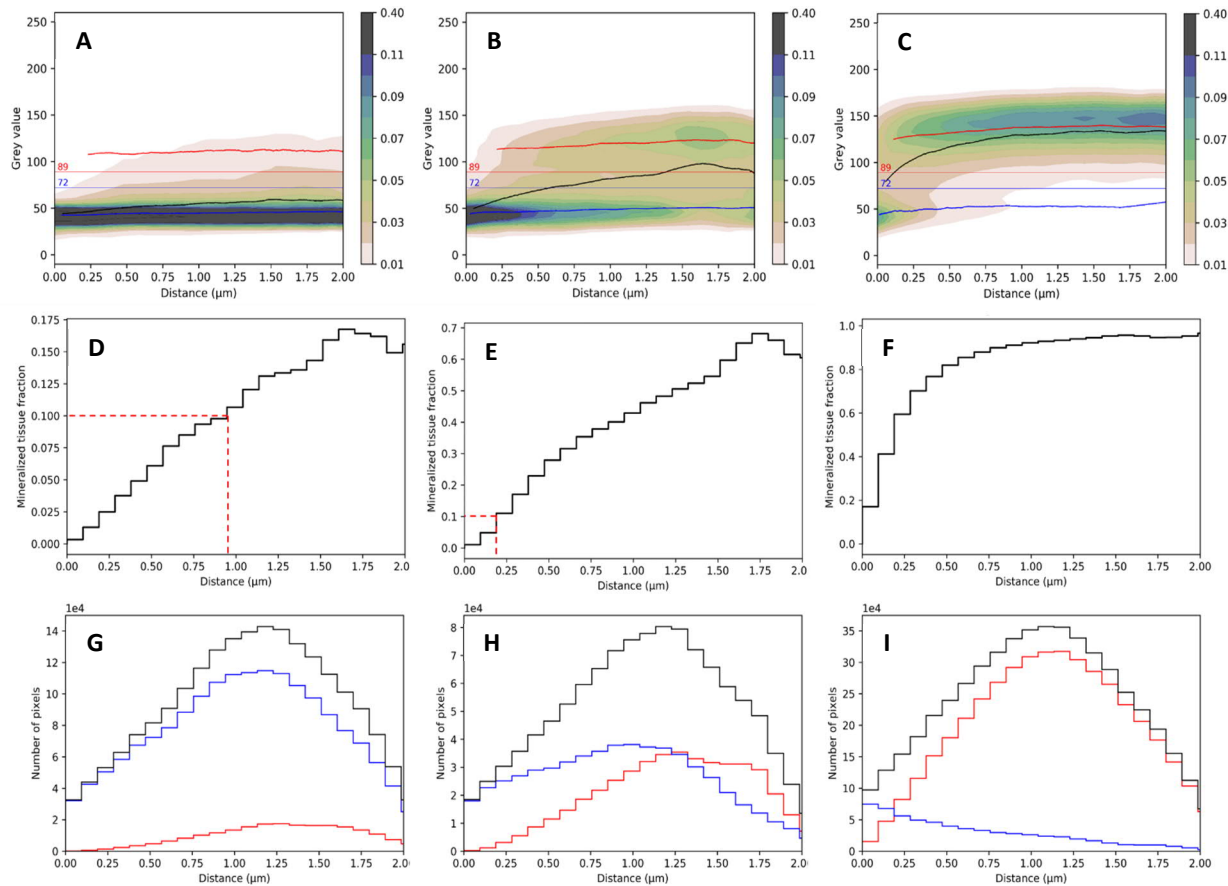 A
250
200
150
100
50
0
89
72
0.00 0.25 0.50 0.75 1.00 1.25 1.50 1.75 2.00
Distance (µm)
Grey value
0.40
0.11
0.09
0.07
0.05
0.03
0.01
B
250
200
150
100
50
0
89
72
0.00 0.25 0.50 0.75 1.00 1.25 1.50 1.75 2.00
Distance (µm)
Grey value
0.40
0.11
0.09
0.07
0.05
0.03
0.01
C
250
200
150
100
50
0
89
72
0.00 0.25 0.50 0.75 1.00 1.25 1.50 1.75 2.00
Distance (µm)
Grey value
0.40
0.11
0.09
0.07
0.05
0.03
0.01
D
0.175
0.150
0.125
0.100
0.075
0.050
0.025
0.000
0.00 0.25 0.50 0.75 1.00 1.25 1.50 1.75 2.00
Distance (µm)
Mineralized tissue fraction
E
0.7
0.6
0.5
0.4
0.3
0.2
0.1
0.0
0.00 0.25 0.50 0.75 1.00 1.25 1.50 1.75 2.0
Distance (µm)
Mineralized tissue fraction
F
1.0
0.8
0.6
0.4
0.2
0.0
0.00 0.25 0.50 0.75 1.00 1.25 1.50 1.75 2.00
Distance (µm)
Mineralized tissue fraction
1e4
G
14
12
10
8
6
4
2
0
0.00 0.25 0.50 0.75 1.00 1.25 1.50 1.75 2.00
Distance (µm)
Number of pixels
1e4
H
8
7
6
5
4
3
2
1
0
0.00 0.25 0.50 0.75 1.00 1.25 1.50 1.75 2.00
Distance (µm)
Number of pixels
1e4
I
35
30
25
20
15
10
5
0
0.00 0.25 0.50 0.75 1.00 1.25 1.50 1.75 2.00
Distance (µm)
Number of pixels